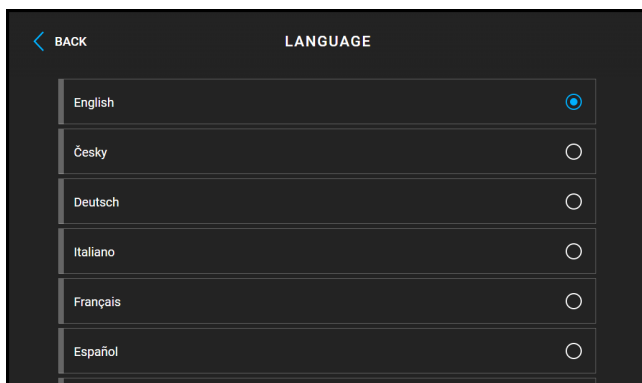 BACK
LANGUAGE
English
Česky
Deutsch
Italiano
Français
Español